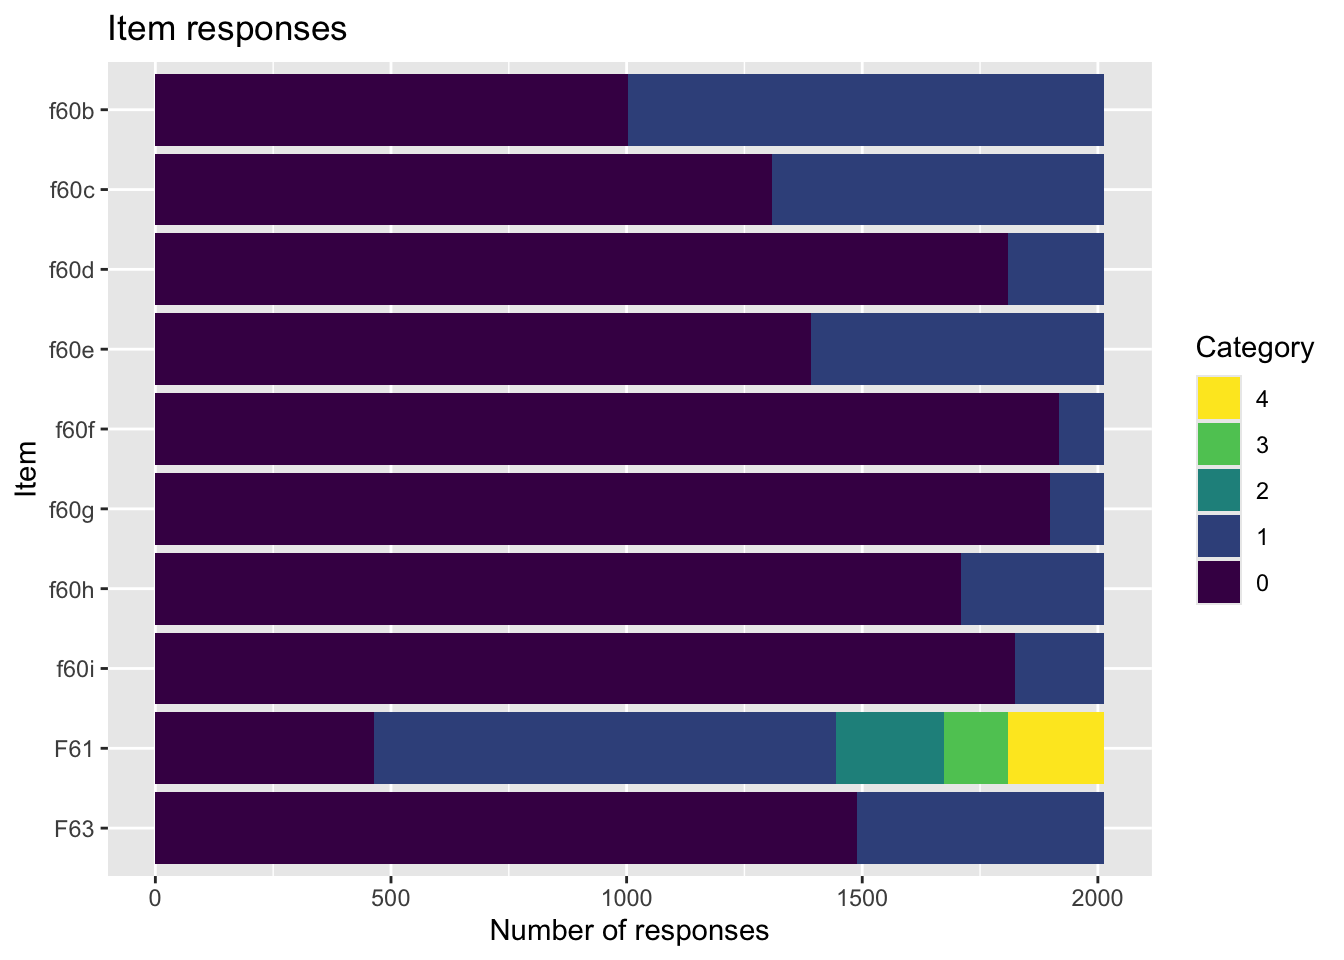 Item responses
f60b
f60c
f60d
f60e
f60f
f60g
f60h
f60i
F61
F63
Item
0 500 1000 1500 2000
Number of responses
Category
4
3
2
1
0